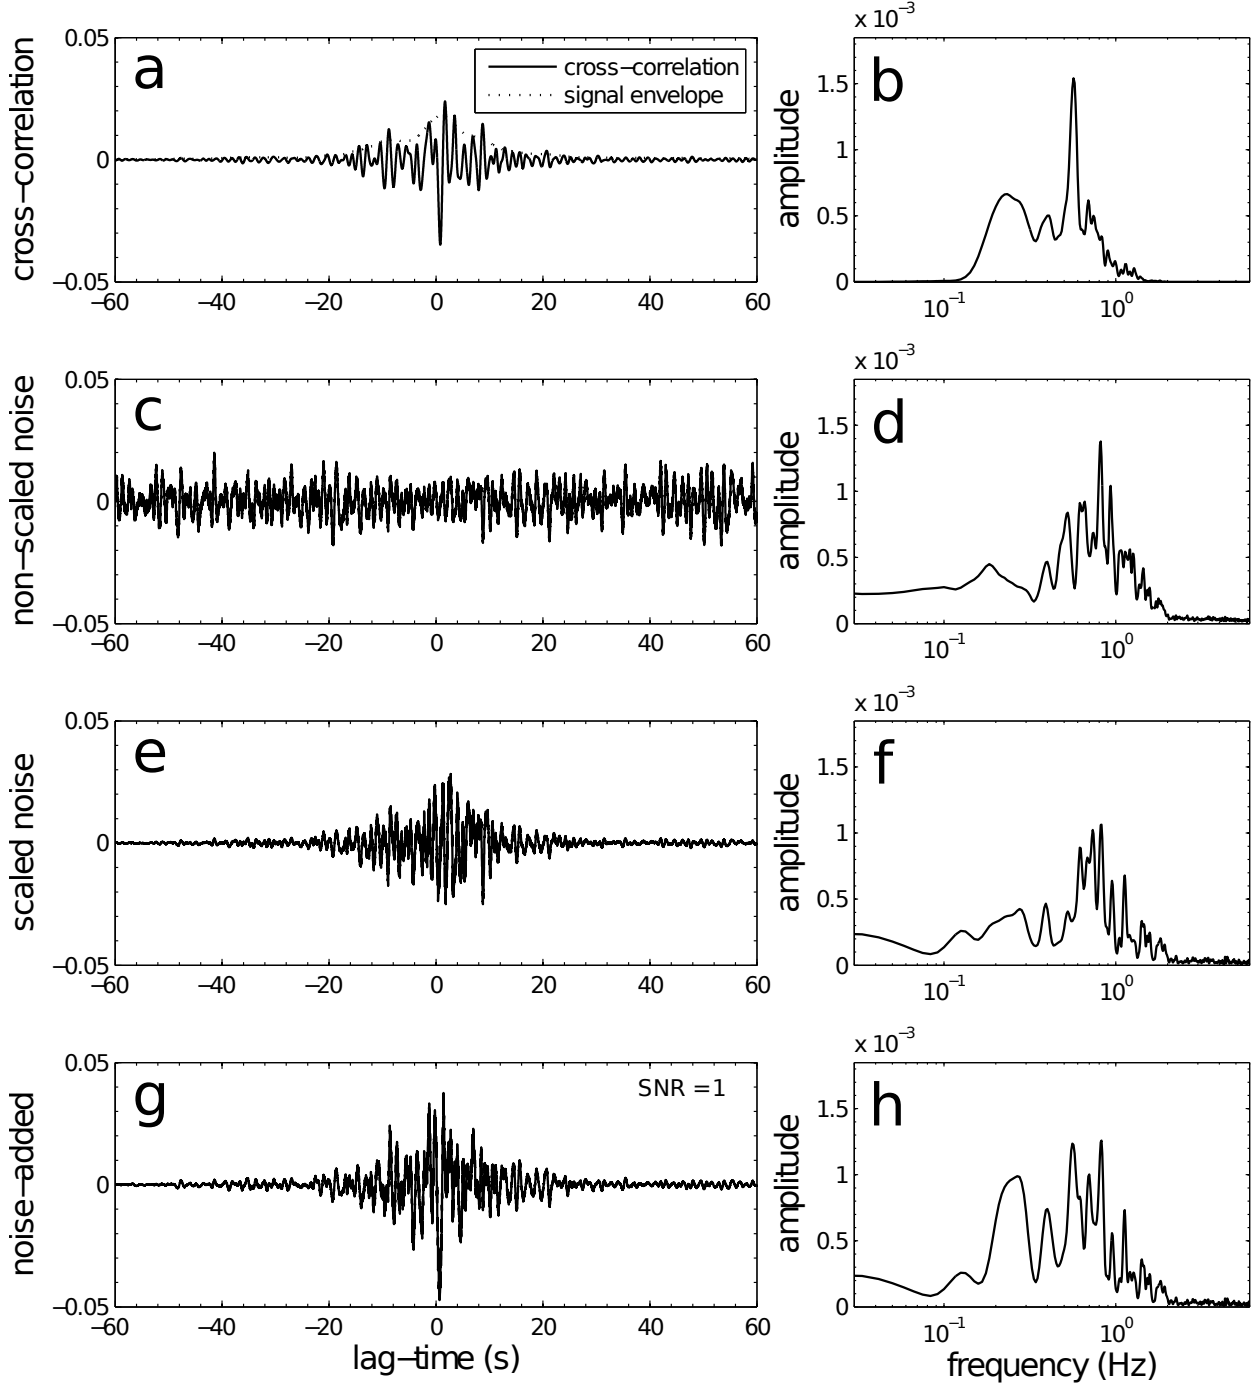 x 10⁻³
0.05
a
cross−correlation
signal envelope
cross−correlation
0
−0.05
−60 −40 −20 0 20 40 60
b
amplitude
1.5
1
0.5
0
10⁻¹ 10⁰
x 10⁻³
0.05
c
non−scaled noise
0
−0.05
−60 −40 −20 0 20 40 60
d
amplitude
1.5
1
0.5
0
10⁻¹ 10⁰
x 10⁻³
0.05
e
scaled noise
0
−0.05
−60 −40 −20 0 20 40 60
f
amplitude
1.5
1
0.5
0
10⁻¹ 10⁰
x 10⁻³
0.05
g
SNR =1
noise−added
0
−0.05
−60 −40 −20 0 20 40 60
lag−time (s)
h
amplitude
1.5
1
0.5
0
10⁻¹ 10⁰
frequency (Hz)